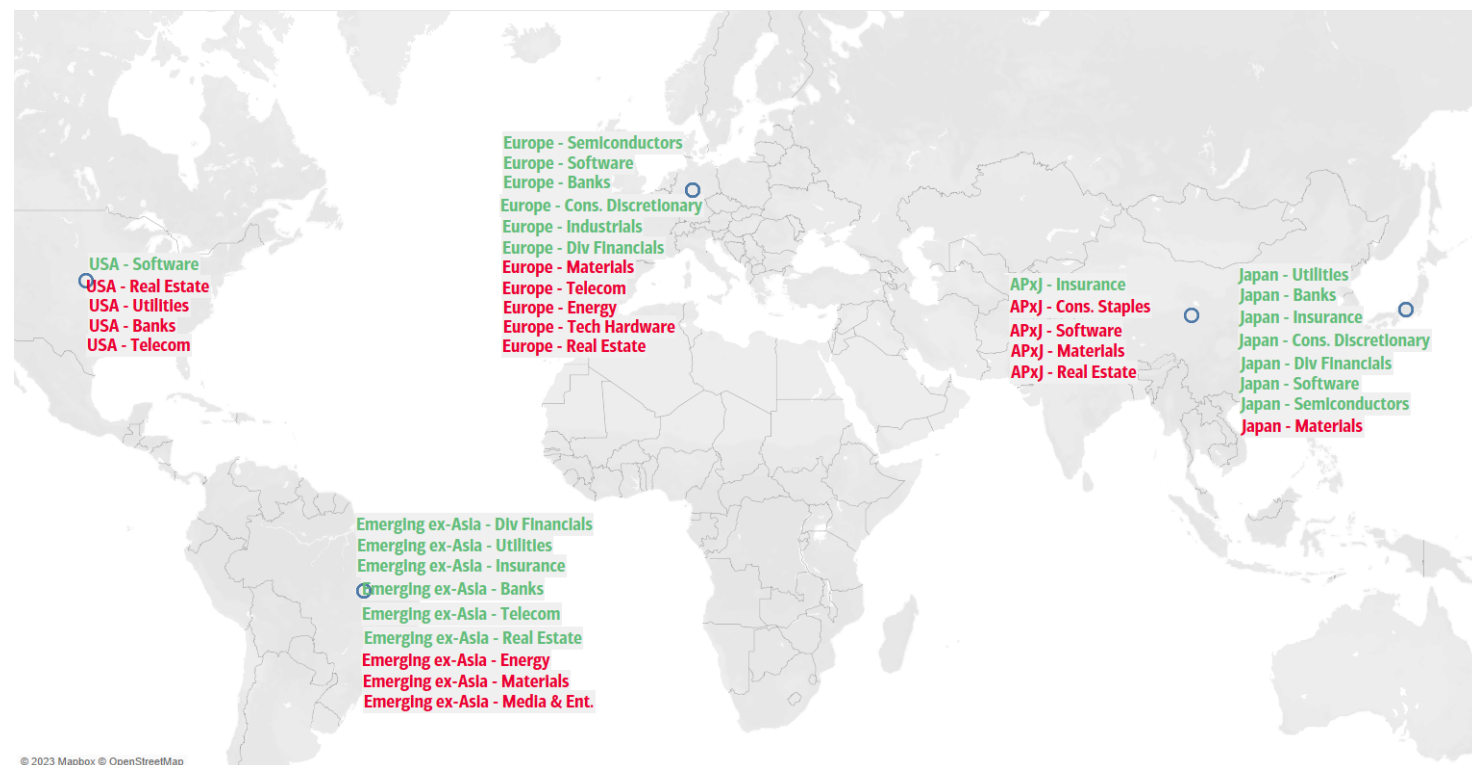 Europe - Semiconductors
Europe - Software
Europe - Banks
Europe - Cons. Discretionary
Europe - Industrials
Europe - Div Financials
Europe - Materials
Europe - Telecom
Europe - Energy
Europe - Tech Hardware
Europe - Real Estate
USA - Software
USA - Real Estate
USA - Utilities
USA - Banks
USA - Telecom
APxJ - Insurance
APxJ - Cons. Staples
APxJ - Software
APxJ - Materials
APxJ - Real Estate
Japan - Utilities
Japan - Banks
Japan - Insurance
Japan - Cons. Discretionary
Japan - Div Financials
Japan - Software
Japan - Semiconductors
Japan - Materials
Emerging ex-Asia - Div Financials
Emerging ex-Asia - Utilities
Emerging ex-Asia - Insurance
Emerging ex-Asia - Banks
Emerging ex-Asia - Telecom
Emerging ex-Asia - Real Estate
Emerging ex-Asia - Energy
Emerging ex-Asia - Materials
Emerging ex-Asia - Media & Ent.
© 2023 Mapbox © OpenStreetMap